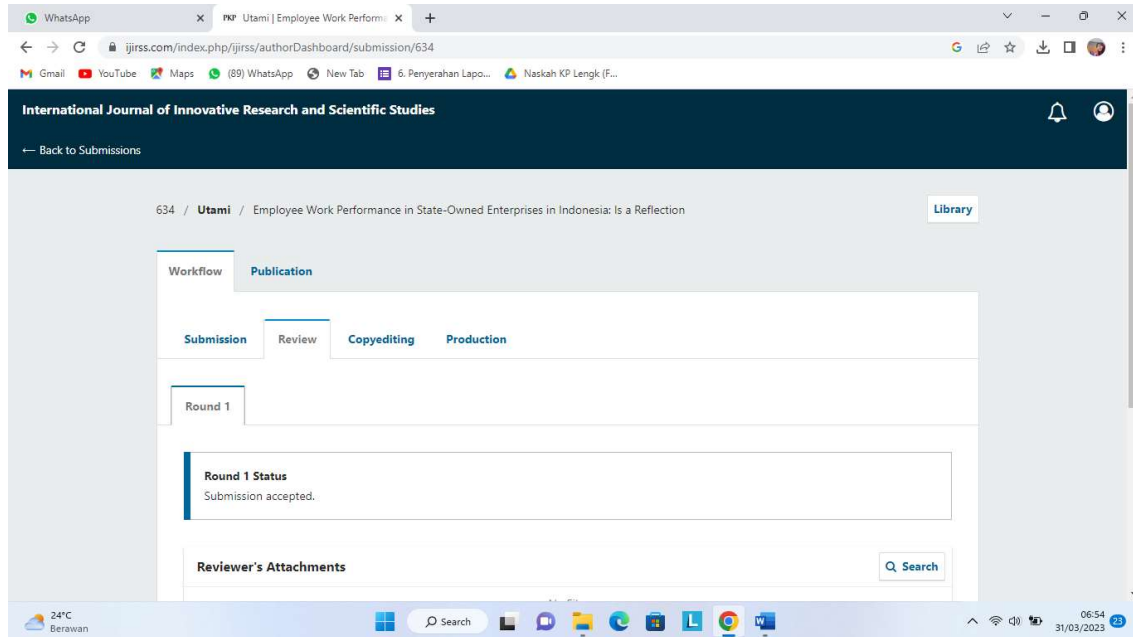 WhatsApp
PKP Utami | Employee Work Performa
ijirss.com/index.php/ijirss/authorDashboard/submission/634
Gmail YouTube Maps (89) WhatsApp New Tab 6. Penyerahan Lapo... Naskah KP Lengk (F...
International Journal of Innovative Research and Scientific Studies
← Back to Submissions
634 / Utami / Employee Work Performance in State-Owned Enterprises in Indonesia: Is a Reflection
Library
Workflow Publication
Submission Review Copyediting Production
Round 1
Round 1 Status
Submission accepted.
Reviewer's Attachments
Search
24°C
Berawan
Search
06:54
31/03/2023
23